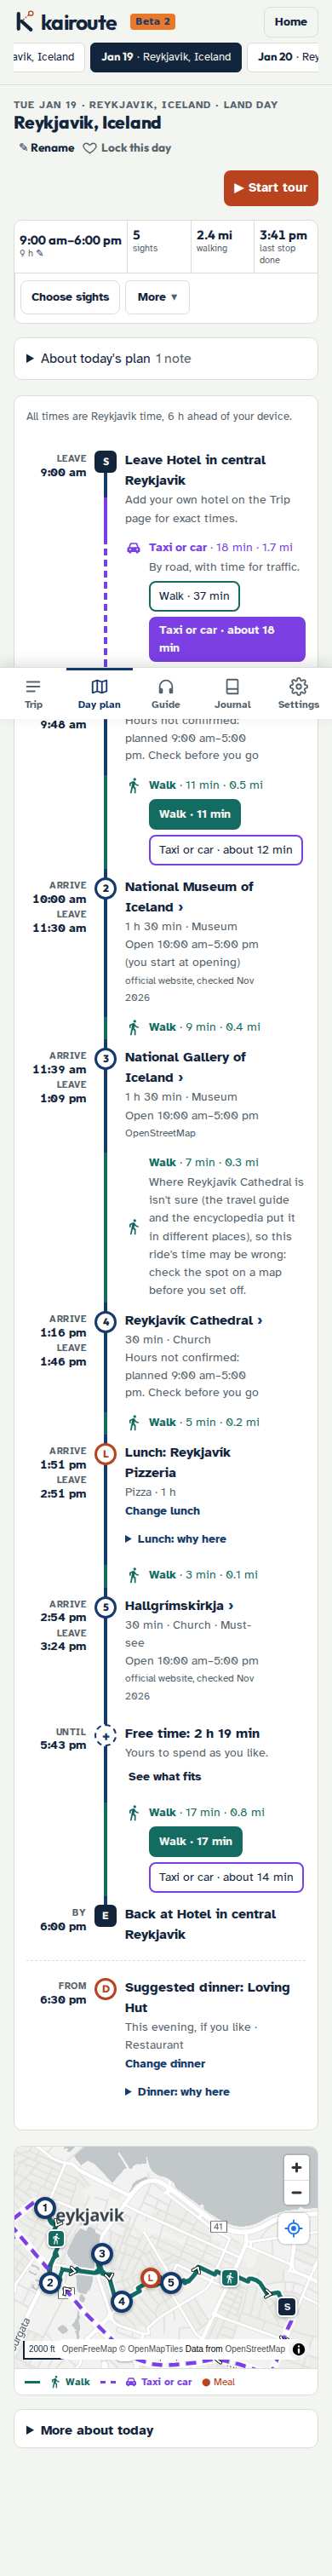 kairoute
Beta 2
Home
avik, Iceland
Jan 19 · Reykjavik, Iceland
Jan 20 · Rey
TUE JAN 19 · REYKJAVIK, ICELAND · LAND DAY
Reykjavik, Iceland
✎ Rename
Lock this day
▶ Start tour
9:00 am–6:00 pm
9 h ✎
5
sights
2.4 mi
walking
3:41 pm
last stop
done
Choose sights
More ▾
▶ About today's plan 1 note
All times are Reykjavik time, 6 h ahead of your device.
LEAVE
9:00 am
S
Leave Hotel in central
Reykjavik
Add your own hotel on the Trip
page for exact times.
Taxi or car · 18 min · 1.7 mi
By road, with time for traffic.
Walk · 37 min
Taxi or car · about 18
min
Trip
Day plan
Guide
Journal
Settings
9:48 am
Hours not confirmed:
planned 9:00 am–5:00
pm. Check before you go
Walk · 11 min · 0.5 mi
Walk · 11 min
Taxi or car · about 12 min
ARRIVE
10:00 am
LEAVE
11:30 am
2
National Museum of
Iceland ›
1 h 30 min · Museum
Open 10:00 am–5:00 pm
(you start at opening)
official website, checked Nov
2026
Walk · 9 min · 0.4 mi
ARRIVE
11:39 am
LEAVE
1:09 pm
3
National Gallery of
Iceland ›
1 h 30 min · Museum
Open 10:00 am–5:00 pm
OpenStreetMap
Walk · 7 min · 0.3 mi
Where Reykjavik Cathedral is
isn't sure (the travel guide
and the encyclopedia put it
in different places), so this
ride's time may be wrong:
check the spot on a map
before you set off.
ARRIVE
1:16 pm
LEAVE
1:46 pm
4
Reykjavik Cathedral ›
30 min · Church
Hours not confirmed:
planned 9:00 am–5:00
pm. Check before you go
Walk · 5 min · 0.2 mi
ARRIVE
1:51 pm
LEAVE
2:51 pm
L
Lunch: Reykjavík
Pizzeria
Pizza · 1 h
Change lunch
▶ Lunch: why here
Walk · 3 min · 0.1 mi
ARRIVE
2:54 pm
LEAVE
3:24 pm
5
Hallgrímskirkja ›
30 min · Church · Must-
see
Open 10:00 am–5:00 pm
official website, checked Nov
2026
UNTIL
5:43 pm
+
Free time: 2 h 19 min
Yours to spend as you like.
See what fits
Walk · 17 min · 0.8 mi
Walk · 17 min
Taxi or car · about 14 min
BY
6:00 pm
E
Back at Hotel in central
Reykjavik
FROM
6:30 pm
D
Suggested dinner: Loving
Hut
This evening, if you like ·
Restaurant
Change dinner
▶ Dinner: why here
+
−
1
eykjavík
41
3
2
L
5
4
S
urgata
2000 ft
OpenFreeMap © OpenMapTiles Data from OpenStreetMap
Walk
Taxi or car
Meal
▶ More about today